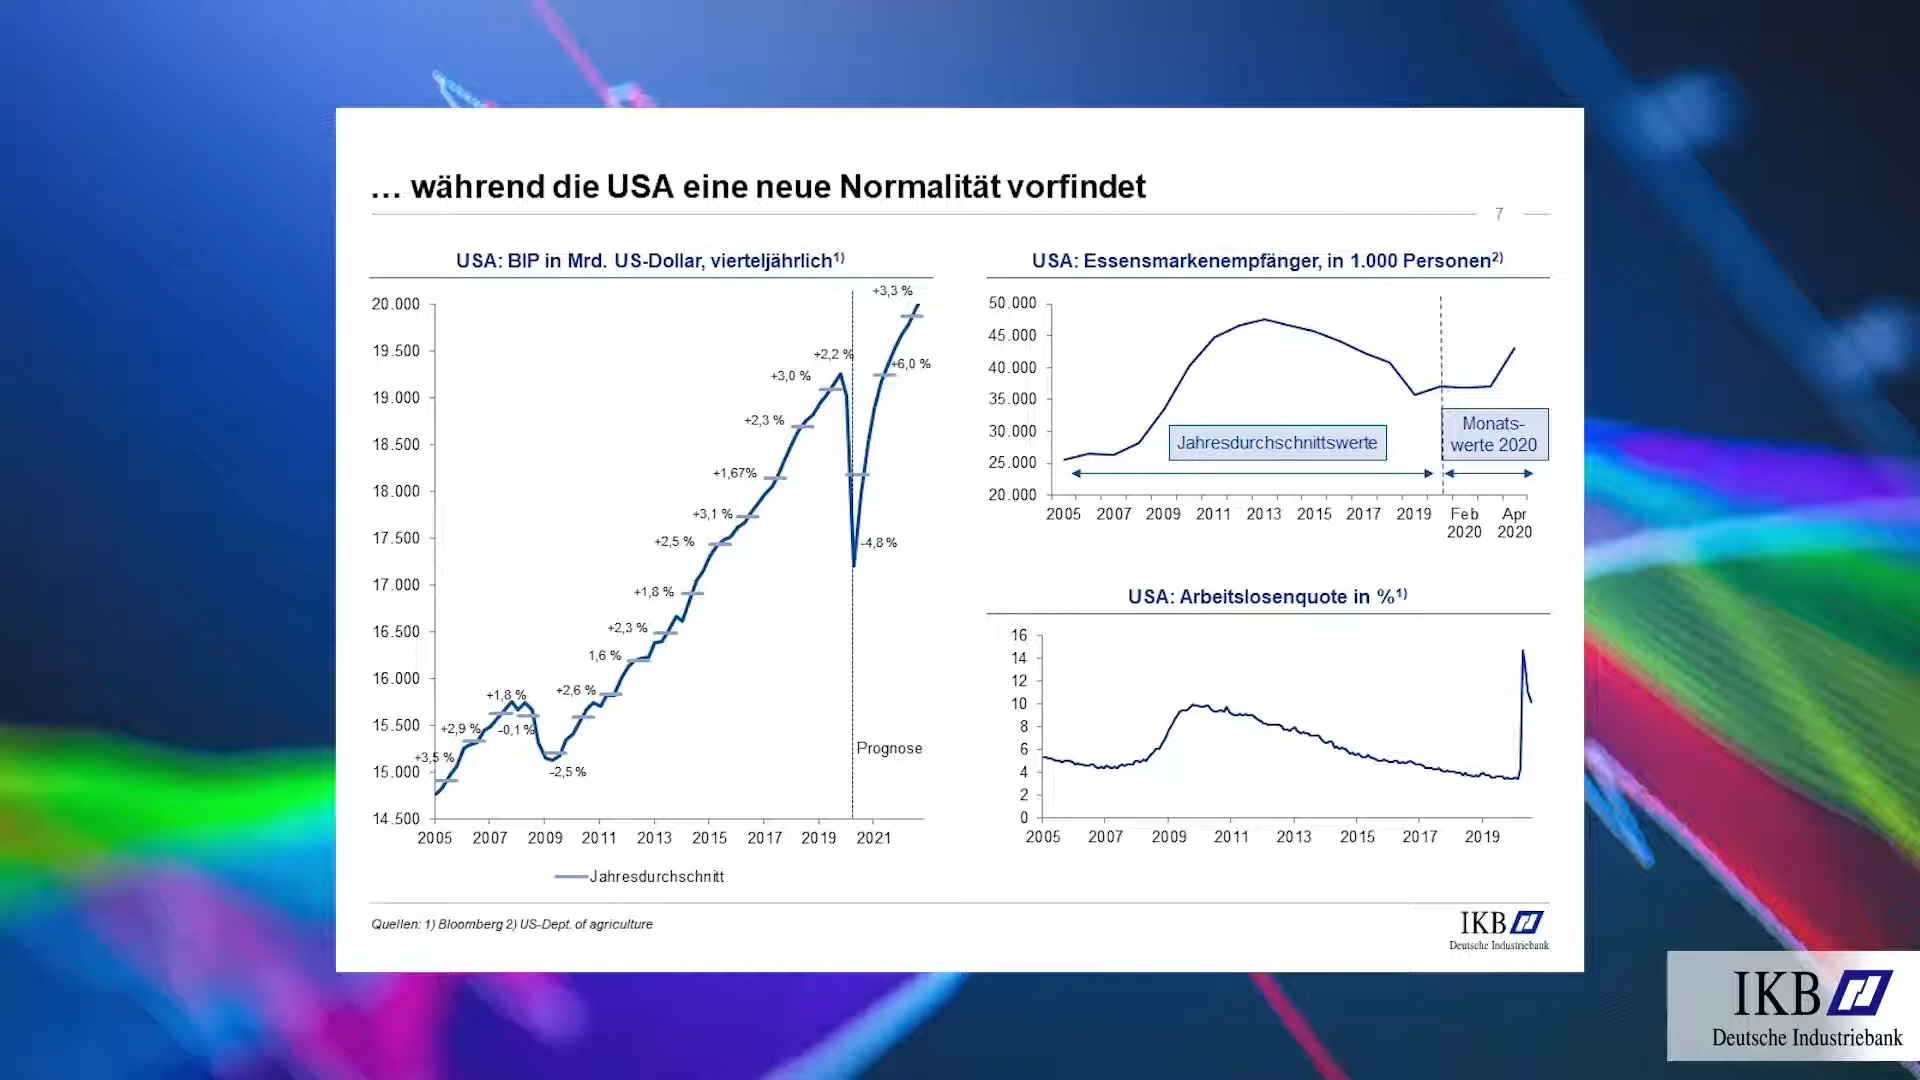 … während die USA eine neue Normalität vorfindet
7
USA: BIP in Mrd. US-Dollar, vierteljährlich1)
20.000
19.500
19.000
18.500
18.000
17.500
17.000
16.500
16.000
15.500
15.000
14.500
+3,5 %
+2,9 %
+1,8 %
-0,1 %
-2,5 %
+2,6 %
1,6 %
+2,3 %
+1,8 %
+2,5 %
+3,1 %
+1,67%
+2,3 %
+3,0 %
+2,2 %
-4,8 %
+6,0 %
+3,3 %
Prognose
2005 2007 2009 2011 2013 2015 2017 2019 2021
Jahresdurchschnitt
USA: Essensmarkenempfänger, in 1.000 Personen2)
50.000
45.000
40.000
35.000
30.000
25.000
20.000
Jahresdurchschnittswerte
Monats-
werte 2020
2005 2007 2009 2011 2013 2015 2017 2019 Feb Apr
2020 2020
USA: Arbeitslosenquote in %1)
16
14
12
10
8
6
4
2
0
2005 2007 2009 2011 2013 2015 2017 2019
Quellen: 1) Bloomberg 2) US-Dept. of agriculture
IKB
Deutsche Industriebank
IKB
Deutsche Industriebank